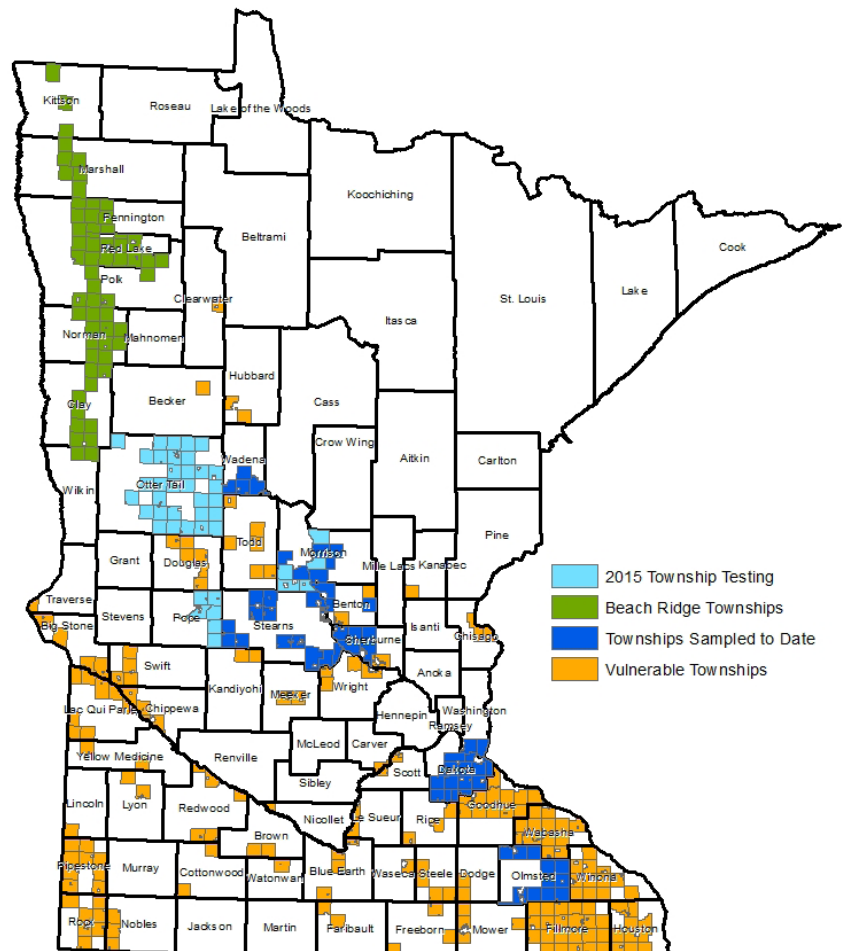 Kittson
Roseau
Lake of the Woods
Marshall
Koochiching
Pennington
Beltrami
Red Lake
Cook
Polk
Clearwater
St. Louis
Lake
Itasca
Norman
Mahnomen
Hubbard
Becker
Cass
Clay
Crow Wing
Aitkin
Wadena
Carlton
Otter Tail
Wilkin
Pine
Todd
Morrison
Grant
Douglas
Mille Lacs
Kanabec
2015 Township Testing
Traverse
Benton
Beach Ridge Townships
Stevens
Pope
Big Stone
Stearns
Isanti
Chisago
Sherburne
Townships Sampled to Date
Swift
Anoka
Vulnerable Townships
Kandiyohi
Meeker
Wright
Lac Qui Parle
Chippewa
Hennepin
Washington
Ramsey
McLeod
Carver
Renville
Yellow Medicine
Scott
Dakota
Sibley
Lincoln
Lyon
Redwood
Goodhue
Nicollet
Le Sueur
Rice
Brown
Wabasha
Pipestone
Murray
Cottonwood
Watonwan
Blue Earth
Waseca
Steele
Dodge
Olmsted
Winona
Rock
Nobles
Jackson
Martin
Faribault
Freeborn
Mower
Fillmore
Houston